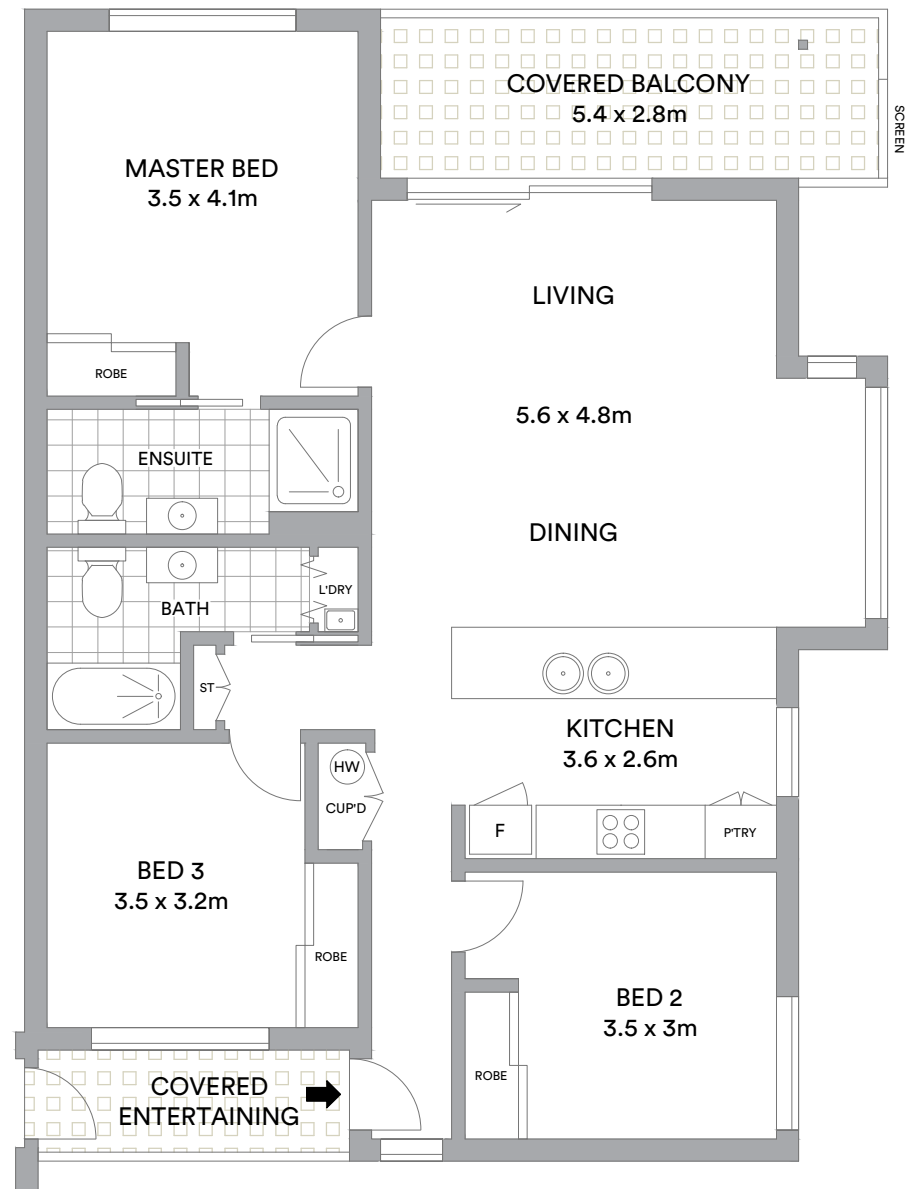 COVERED BALCONY
5.4 x 2.8m
SCREEN
MASTER BED
3.5 x 4.1m
LIVING
ROBE
5.6 x 4.8m
ENSUITE
DINING
L'DRY
BATH
ST
KITCHEN
3.6 x 2.6m
HW
CUP'D
F
P'TRY
BED 3
3.5 x 3.2m
ROBE
BED 2
3.5 x 3m
ROBE
COVERED
ENTERTAINING